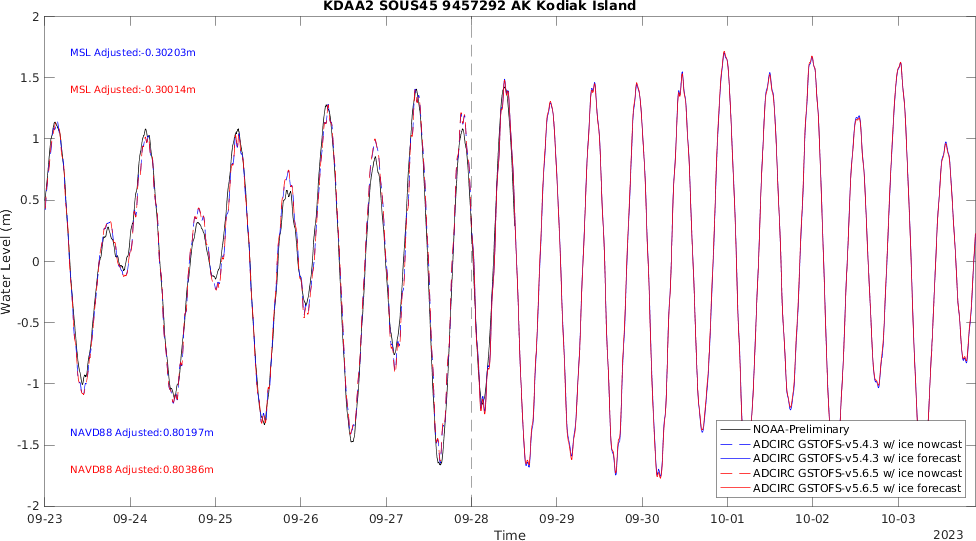 KDAA2 SOUS45 9457292 AK Kodiak Island
2
1.5
1
0.5
0
-0.5
-1
-1.5
-2
Water Level (m)
MSL Adjusted:-0.30203m
MSL Adjusted:-0.30014m
NAVD88 Adjusted:0.80197m
NAVD88 Adjusted:0.80386m
NOAA-Preliminary
ADCIRC GSTOFS-v5.4.3 w/ ice nowcast
ADCIRC GSTOFS-v5.4.3 w/ ice forecast
ADCIRC GSTOFS-v5.6.5 w/ ice nowcast
ADCIRC GSTOFS-v5.6.5 w/ ice forecast
09-23 09-24 09-25 09-26 09-27 09-28 09-29 09-30 10-01 10-02 10-03
Time
2023